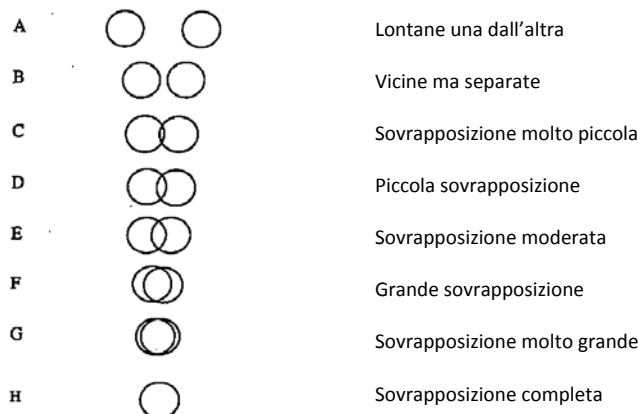 A Lontane una dall’altra
B Vicine ma separate
C Sovrapposizione molto piccola
D Piccola sovrapposizione
E Sovrapposizione moderata
F Grande sovrapposizione
G Sovrapposizione molto grande
H Sovrapposizione completa